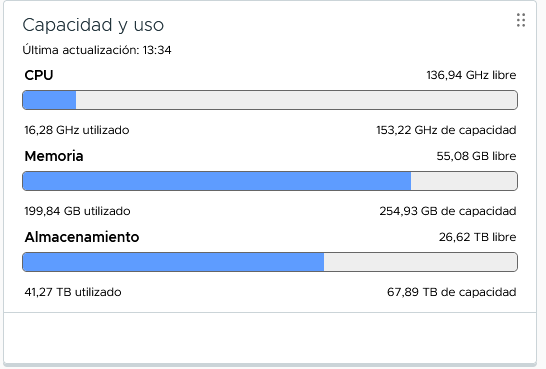 Capacidad y uso
Última actualización: 13:34
CPU 136,94 GHz libre
16,28 GHz utilizado 153,22 GHz de capacidad
Memoria 55,08 GB libre
199,84 GB utilizado 254,93 GB de capacidad
Almacenamiento 26,62 TB libre
41,27 TB utilizado 67,89 TB de capacidad